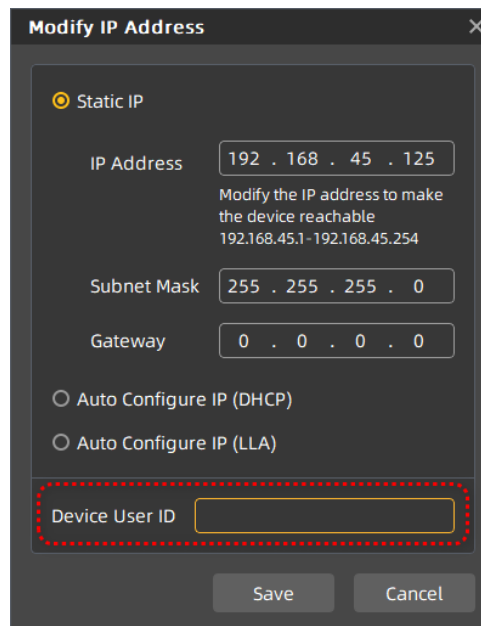 Modify IP Address
Static IP
IP Address 192 . 168 . 45 . 125
Modify the IP address to make
the device reachable
192.168.45.1-192.168.45.254
Subnet Mask 255 . 255 . 255 . 0
Gateway 0 . 0 . 0 . 0
Auto Configure IP (DHCP)
Auto Configure IP (LLA)
Device User ID
Save Cancel